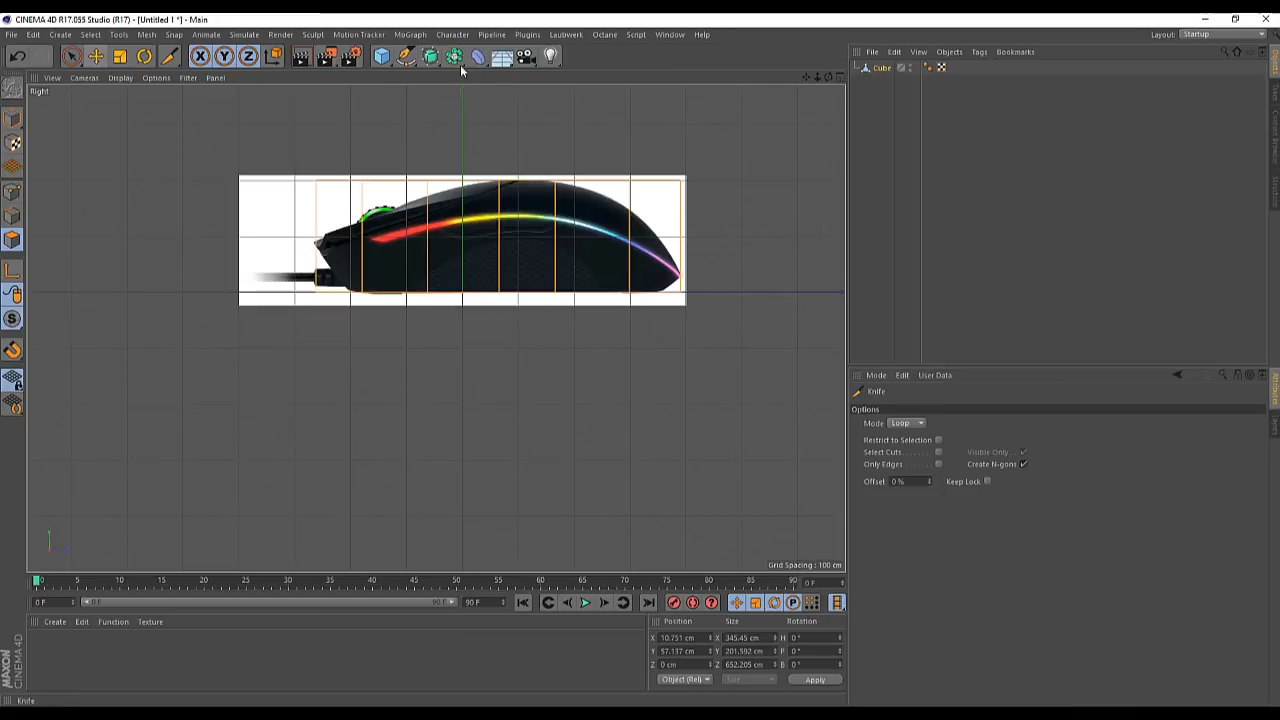 CINEMA 4D R17.055 Studio (R17) - [Untitled 1 *] - Main
File Edit Create Select Tools Mesh Snap Animate Simulate Render Sculpt Motion Tracker MoGraph Character Pipeline Plugins Laubwerk Octane Script Window Help
Layout: Startup
X Y Z
File Edit View Objects Tags Bookmarks
View Cameras Display Options Filter Panel
Cube
Right
Mode Edit User Data
Knife
Options
Mode Loop
Restrict to Selection
Select Cuts Visible Only
Only Edges Create N-gons
Offset 0 % Keep Lock
Grid Spacing : 100 cm
0 5 10 15 20 25 30 35 40 45 50 55 60 65 70 75 80 85 90 0 F
0 F 0 F 90 F 90 F
Create Edit Function Texture
Position Size Rotation
X 10.751 cm X 345.45 cm H 0 °
Y 57.137 cm Y 201.592 cm P 0 °
Z 0 cm Z 652.205 cm B 0 °
Object (Rel) Size Apply
MAXON CINEMA 4D
Knife